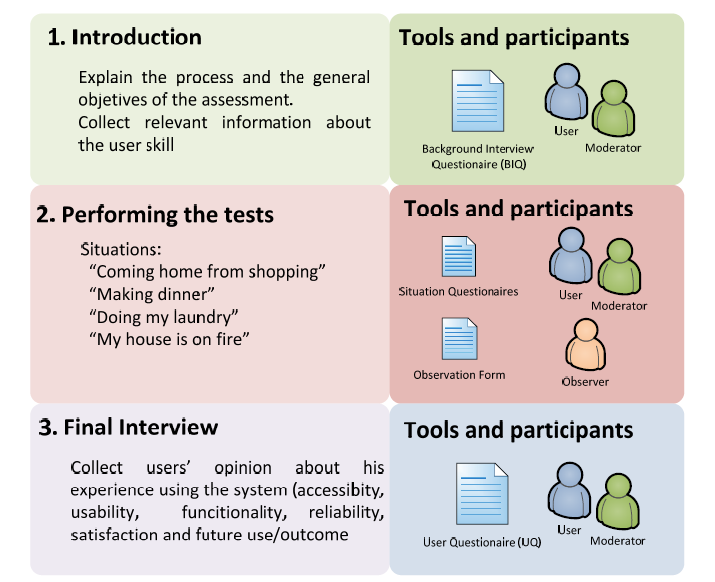 1. Introduction
Explain the process and the general
objetives of the assessment.
Collect relevant information about
the user skill
Tools and participants
User
Moderator
Background Interview
Questionaire (BIQ)
2. Performing the tests
Situations:
“Coming home from shopping”
“Making dinner”
“Doing my laundry”
“My house is on fire”
Tools and participants
Situation Questionaires
User
Moderator
Observation Form
Observer
3. Final Interview
Collect users’ opinion about his
experience using the system (accessibity,
usability, funcitionality, reliability,
satisfaction and future use/outcome
Tools and participants
User Questionaire (UQ)
User
Moderator